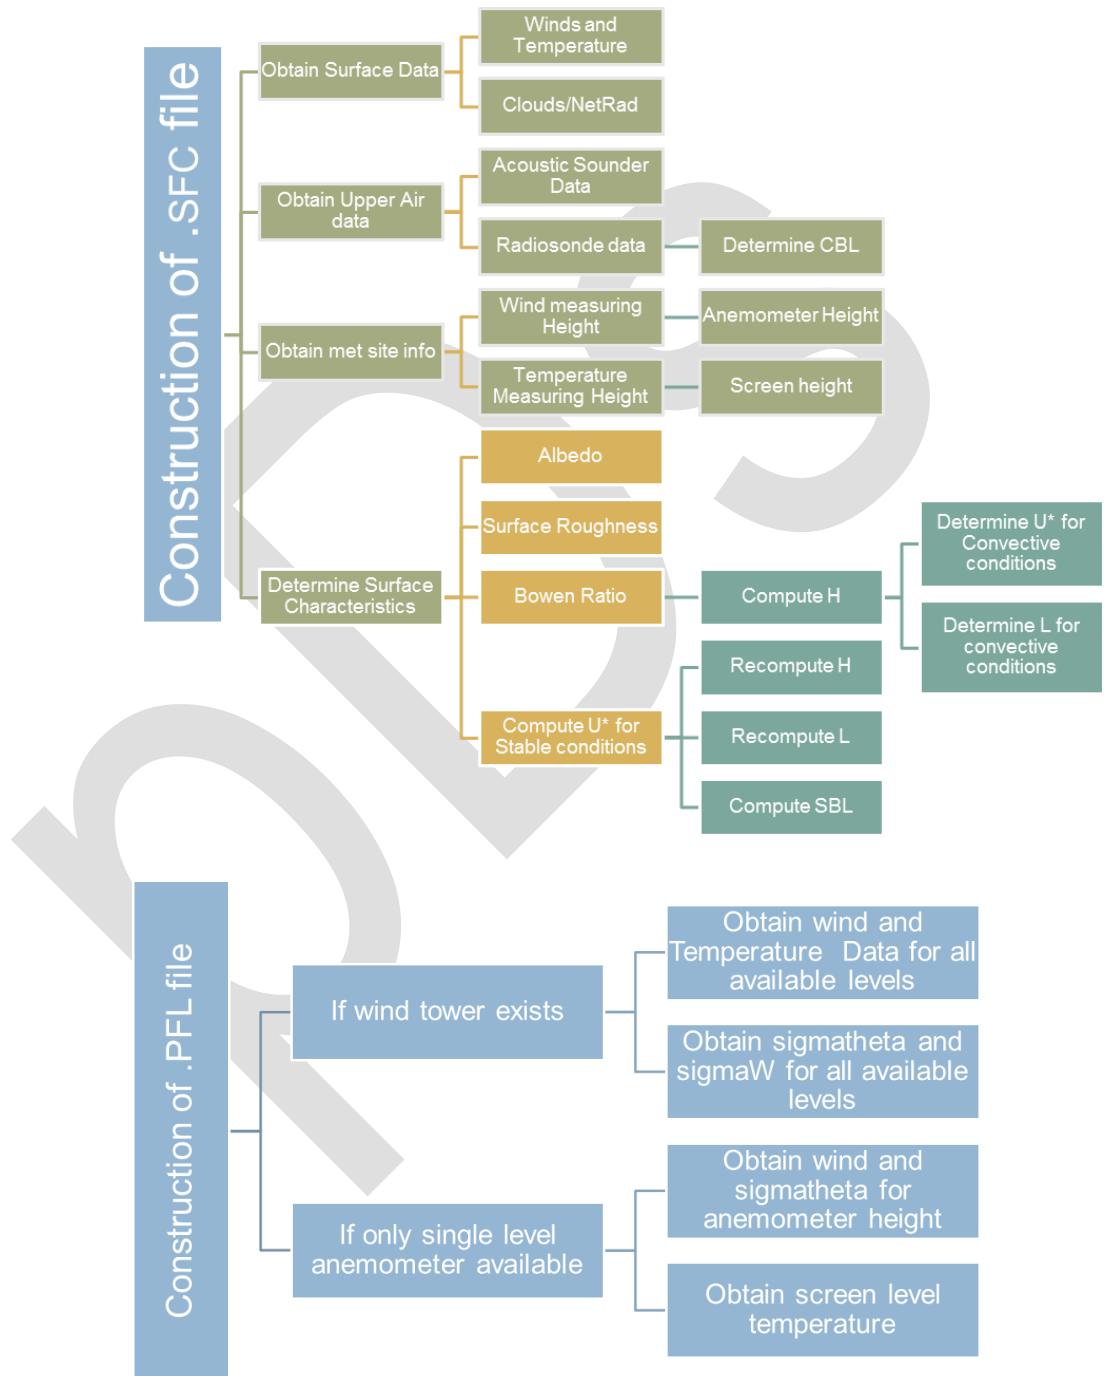 Construction of .SFC file
Obtain Surface Data
Winds and
Temperature
Clouds/NetRad
Obtain Upper Air
data
Acoustic Sounder
Data
Radiosonde data
Determine CBL
Obtain met site info
Wind measuring
Height
Anemometer Height
Temperature
Measuring Height
Screen height
Determine Surface
Characteristics
Albedo
Surface Roughness
Bowen Ratio
Compute H
Determine U* for
Convective
conditions
Determine L for
convective
conditions
Compute U* for
Stable conditions
Recompute H
Recompute L
Compute SBL
Construction of .PFL file
If wind tower exists
Obtain wind and
Temperature Data for all
available levels
Obtain sigmatheta and
sigmaW for all available
levels
If only single level
anemometer available
Obtain wind and
sigmatheta for
anemometer height
Obtain screen level
temperature